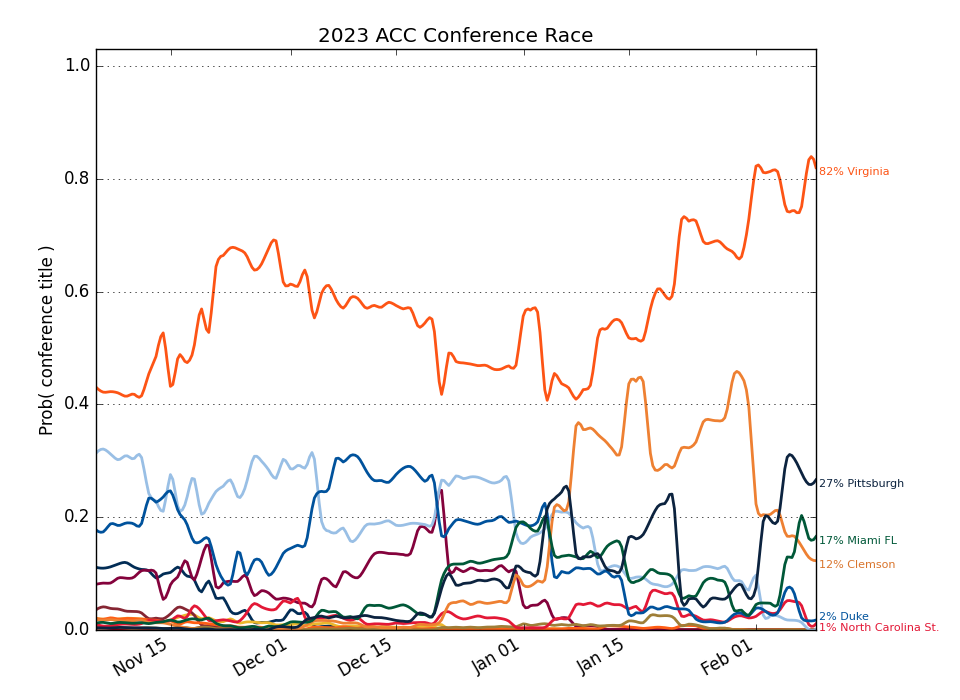 2023 ACC Conference Race
Prob( conference title )
1.0
0.8
0.6
0.4
0.2
0.0
82% Virginia
27% Pittsburgh
17% Miami FL
12% Clemson
2% Duke
1% North Carolina St.
Nov 15
Dec 01
Dec 15
Jan 01
Jan 15
Feb 01